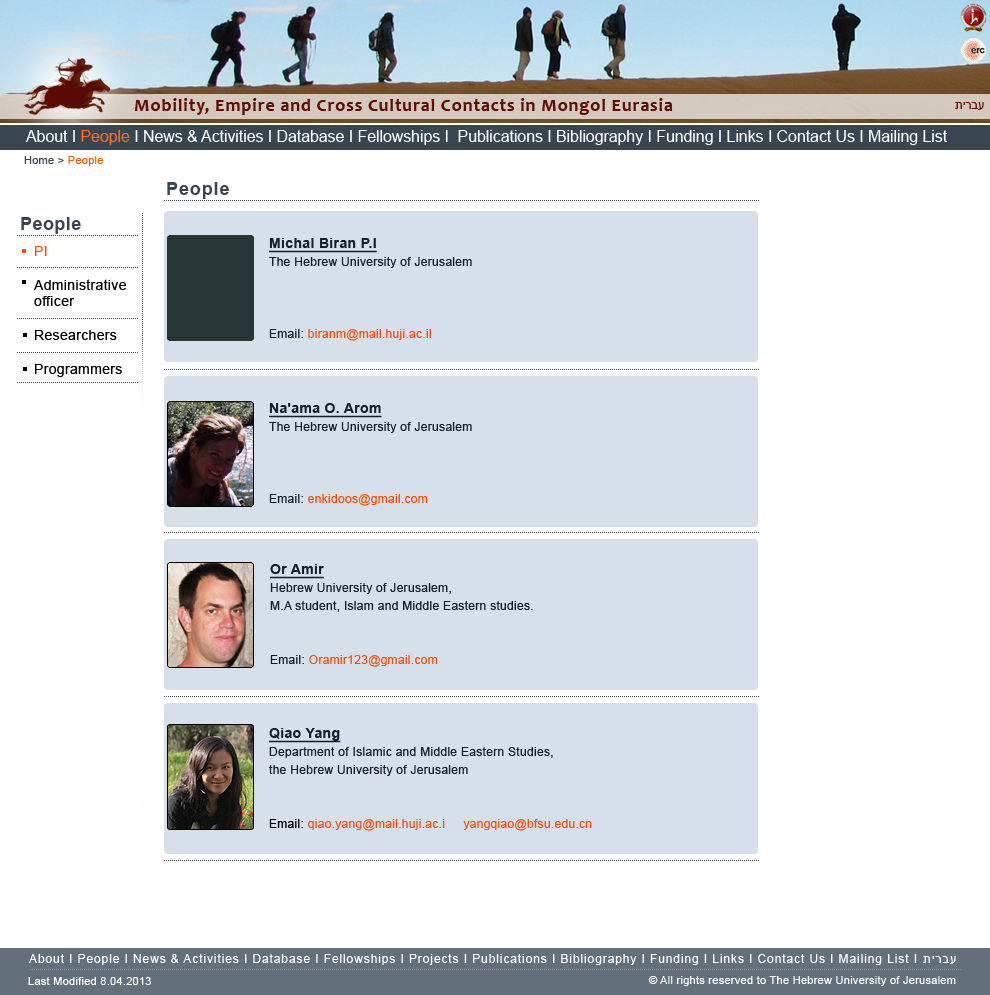 erc
Mobility, Empire and Cross Cultural Contacts in Mongol Eurasia
עברית
About I People I News & Activities I Database I Fellowships I Publications I Bibliography I Funding I Links I Contact Us I Mailing List
Home > People
People
People
PI
Administrative
officer
Researchers
Programmers
Michal Biran P.I
The Hebrew University of Jerusalem
Email: biranm@mail.huji.ac.il
Na'ama O. Arom
The Hebrew University of Jerusalem
Email: enkidoos@gmail.com
Or Amir
Hebrew University of Jerusalem,
M.A student, Islam and Middle Eastern studies.
Email: Oramir123@gmail.com
Qiao Yang
Department of Islamic and Middle Eastern Studies,
the Hebrew University of Jerusalem
Email: qiao.yang@mail.huji.ac.i yangqiao@bfsu.edu.cn
About I People I News & Activities I Database I Fellowships I Projects I Publications I Bibliography I Funding I Links I Contact Us I Mailing List I עברית
Last Modified 8.04.2013
© All rights reserved to The Hebrew University of Jerusalem